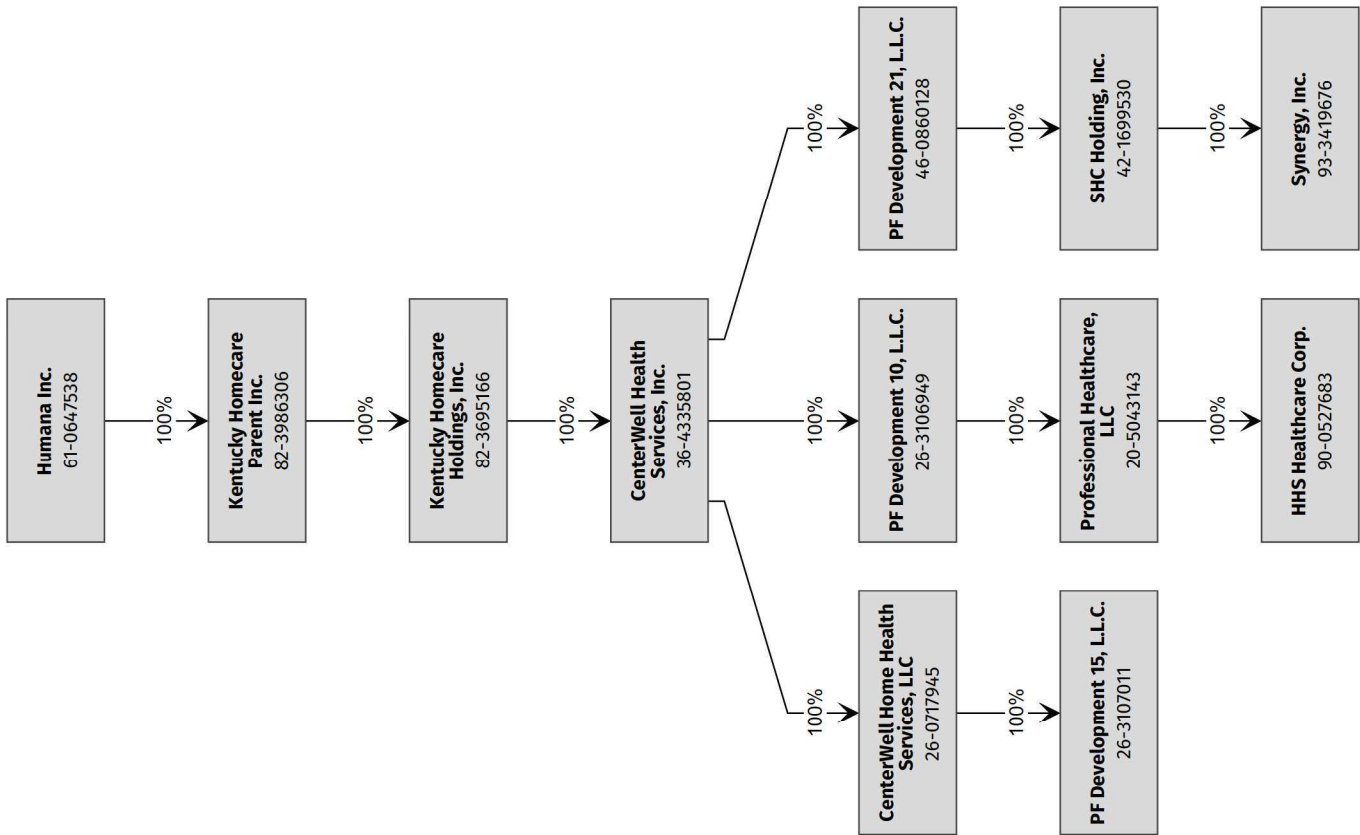 Humana Inc.
61-0647538
100%
Kentucky Homecare
Parent Inc.
82-3986306
100%
Kentucky Homecare
Holdings, Inc.
82-3695166
100%
CenterWell Health
Services, Inc.
36-4335801
100%
100%
100%
CenterWell Home Health
Services, LLC
26-0717945
PF Development 10, L.L.C.
26-3106949
PF Development 21, L.L.C.
46-0860128
100%
100%
100%
PF Development 15, L.L.C.
26-3107011
Professional Healthcare,
LLC
20-5043143
SHC Holding, Inc.
42-1699530
100%
100%
HHS Healthcare Corp.
90-0527683
Synergy, Inc.
93-3419676